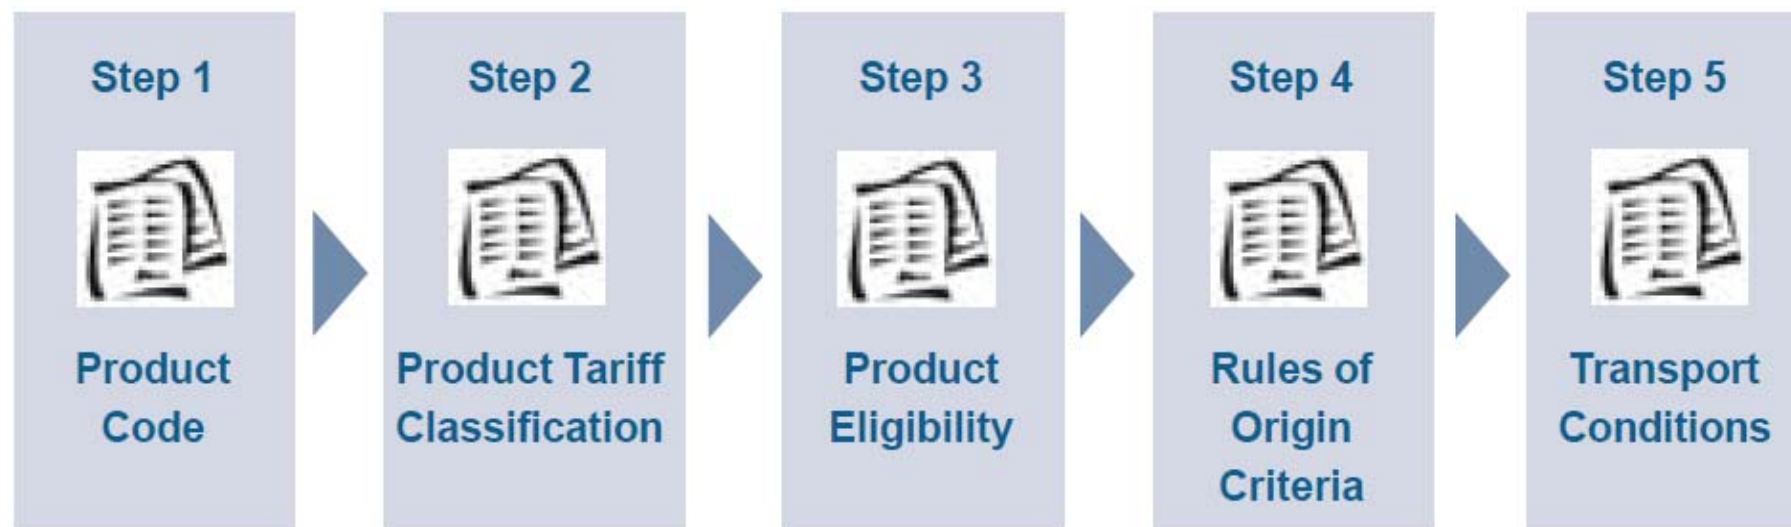 Step 1
Product
Code
Step 2
Product Tariff
Classification
Step 3
Product
Eligibility
Step 4
Rules of
Origin
Criteria
Step 5
Transport
Conditions